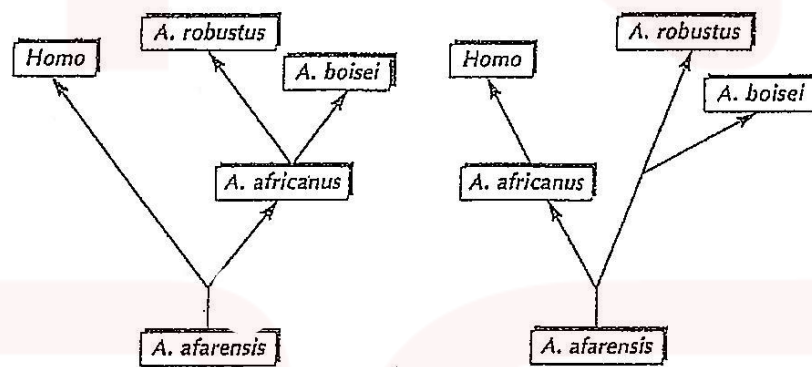 A. robustus
Homo
A. boisei
A. africanus
A. afarensis
A. robustus
Homo
A. boisei
A. africanus
A. afarensis